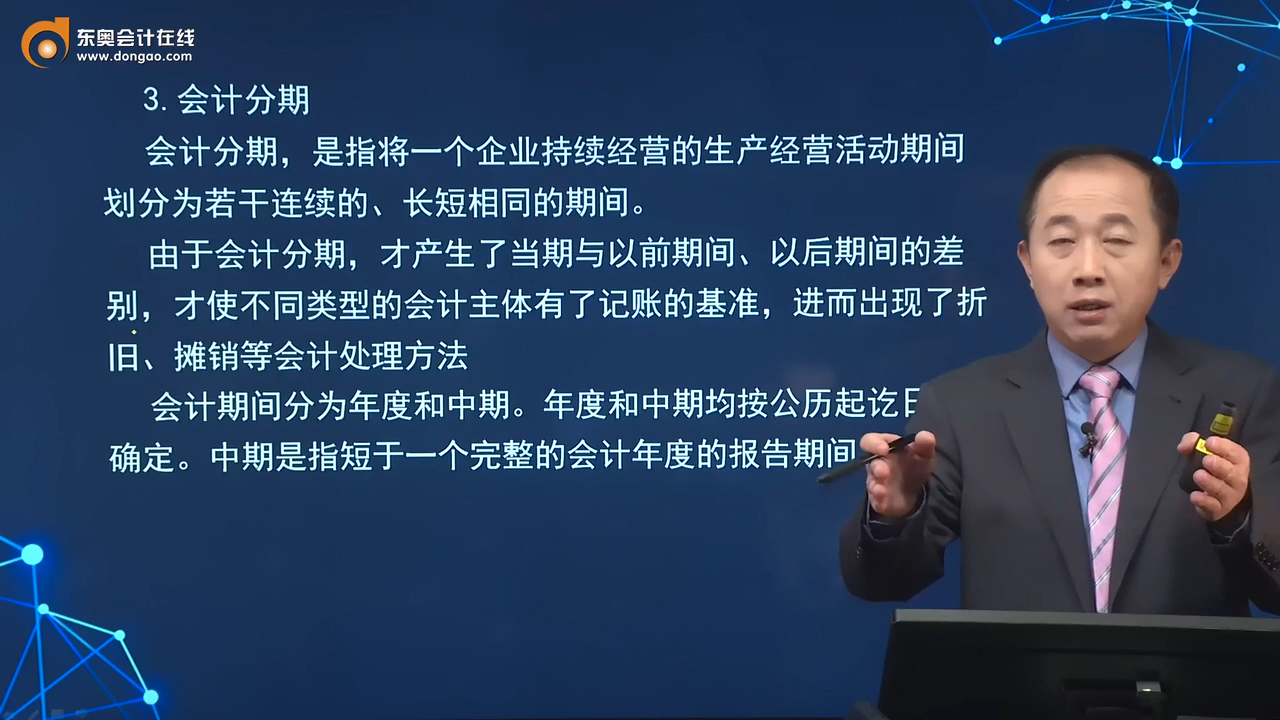 东奥会计在线
www.dongao.com
3.会计分期
会计分期，是指将一个企业持续经营的生产经营活动期间
划分为若干连续的、长短相同的期间。
由于会计分期，才产生了当期与以前期间、以后期间的差
别，才使不同类型的会计主体有了记账的基准，进而出现了折
旧、摊销等会计处理方法
会计期间分为年度和中期。年度和中期均按公历起讫日
确定。中期是指短于一个完整的会计年度的报告期间